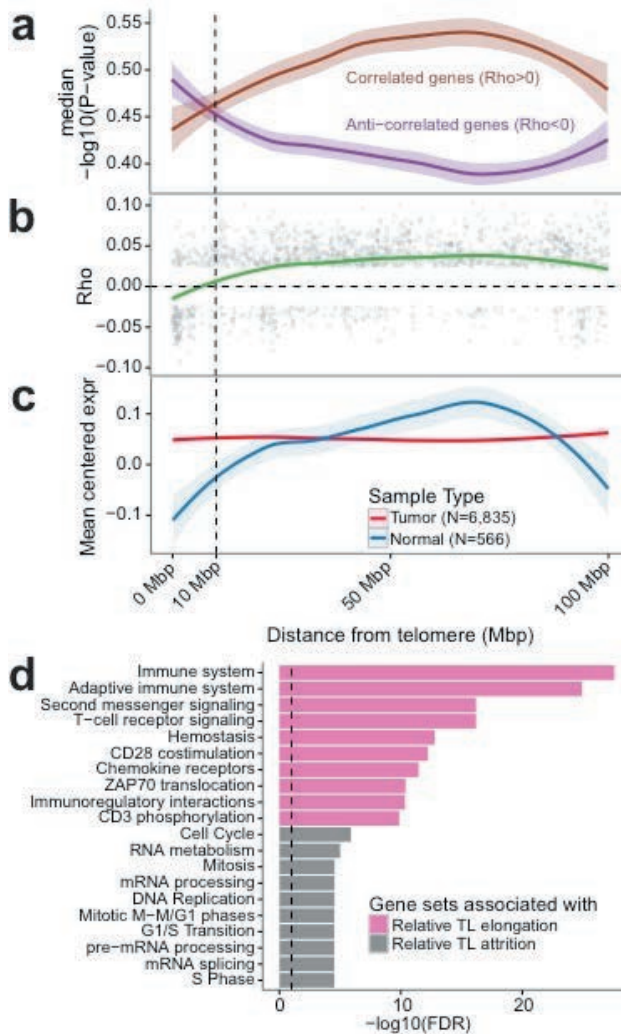 a
median
−log10(P−value)
0.55
0.50
0.45
0.40
Correlated genes (Rho>0)
Anti−correlated genes (Rho<0)
b
Rho
0.10
0.05
0.00
−0.05
−0.10
c
Mean centered expr
0.1
0.0
−0.1
Sample Type
Tumor (N=6,835)
Normal (N=566)
0 Mbp
10 Mbp
50 Mbp
100 Mbp
Distance from telomere (Mbp)
d
Immune system
Adaptive immune system
Second messenger signaling
T−cell receptor signaling
Hemostasis
CD28 costimulation
Chemokine receptors
ZAP70 translocation
Immunoregulatory interactions
CD3 phosphorylation
Cell Cycle
RNA metabolism
Mitosis
mRNA processing
DNA Replication
Mitotic M−M/G1 phases
G1/S Transition
pre−mRNA processing
mRNA splicing
S Phase
Gene sets associated with
Relative TL elongation
Relative TL attrition
0
10
20
−log10(FDR)